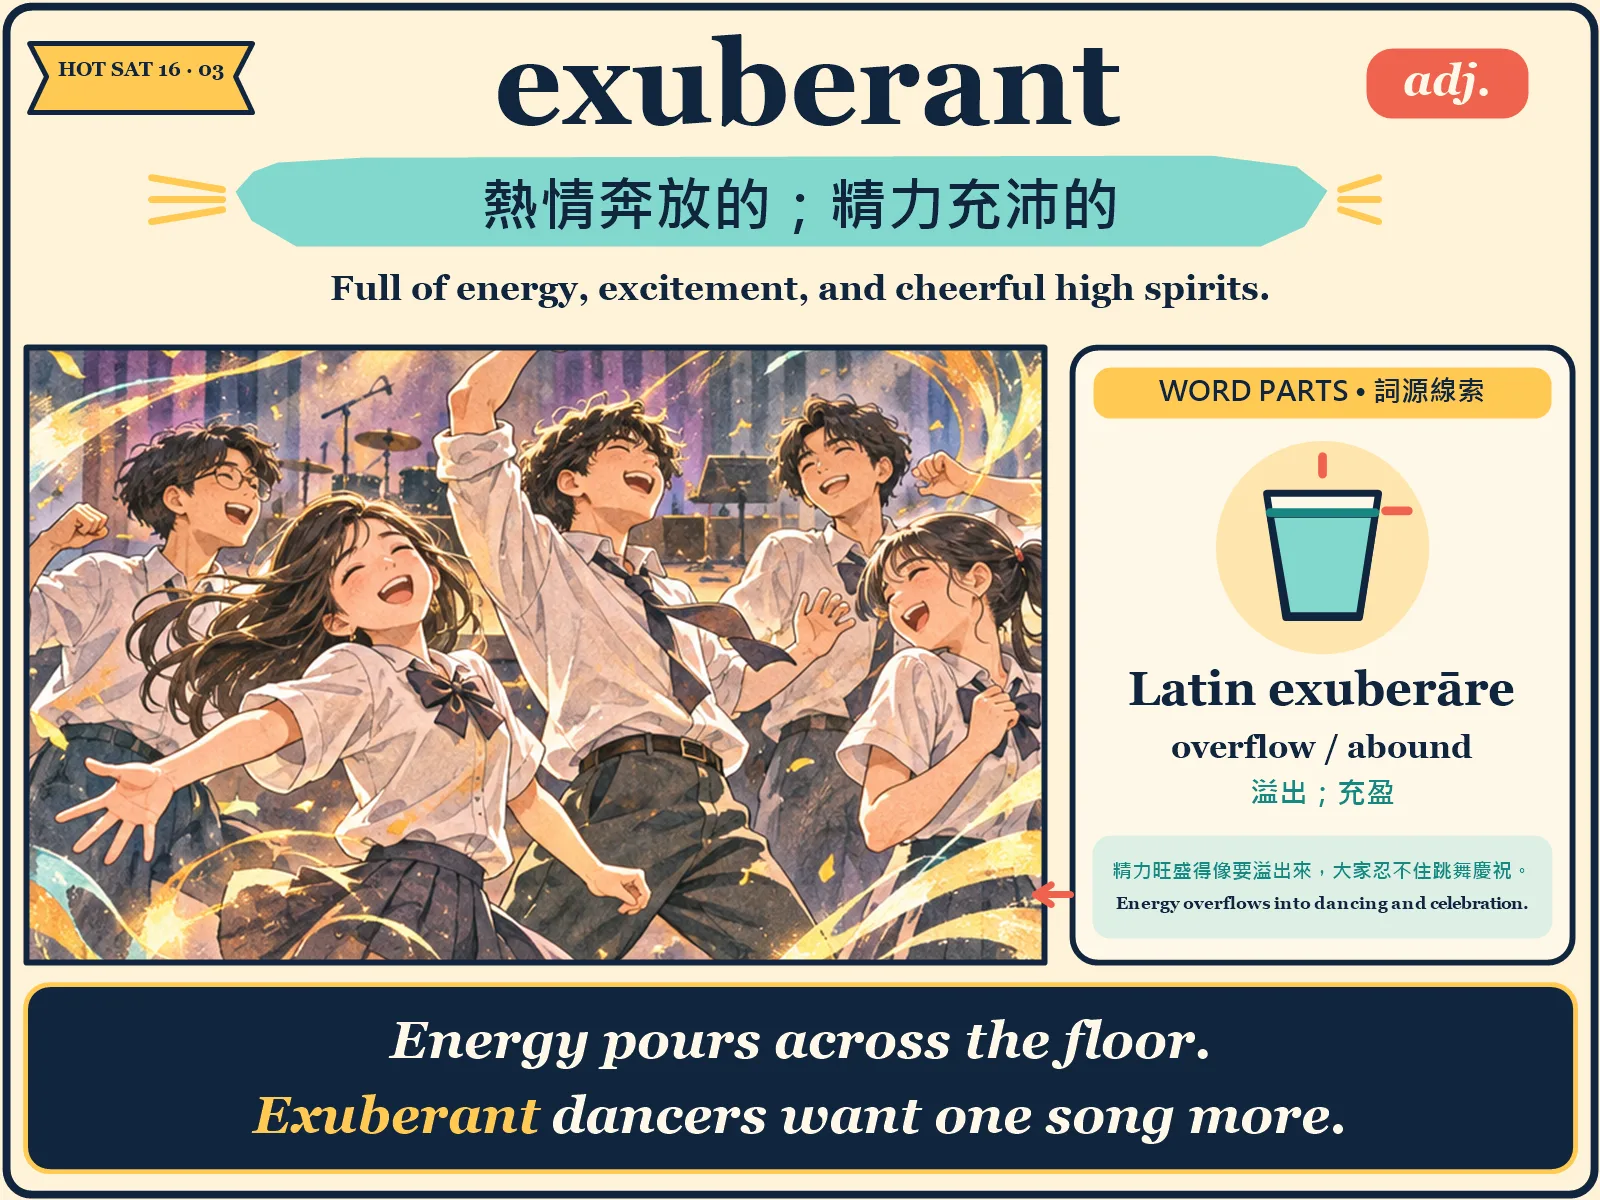 HOT SAT 16 · 03
exuberant
adj.
熱情奔放的；精力充沛的
Full of energy, excitement, and cheerful high spirits.
WORD PARTS • 詞源線索
Latin exuberāre
overflow / abound
溢出；充盈
精力旺盛得像要溢出來，大家忍不住跳舞慶祝。
Energy overflows into dancing and celebration.
Energy pours across the floor.
Exuberant dancers want one song more.